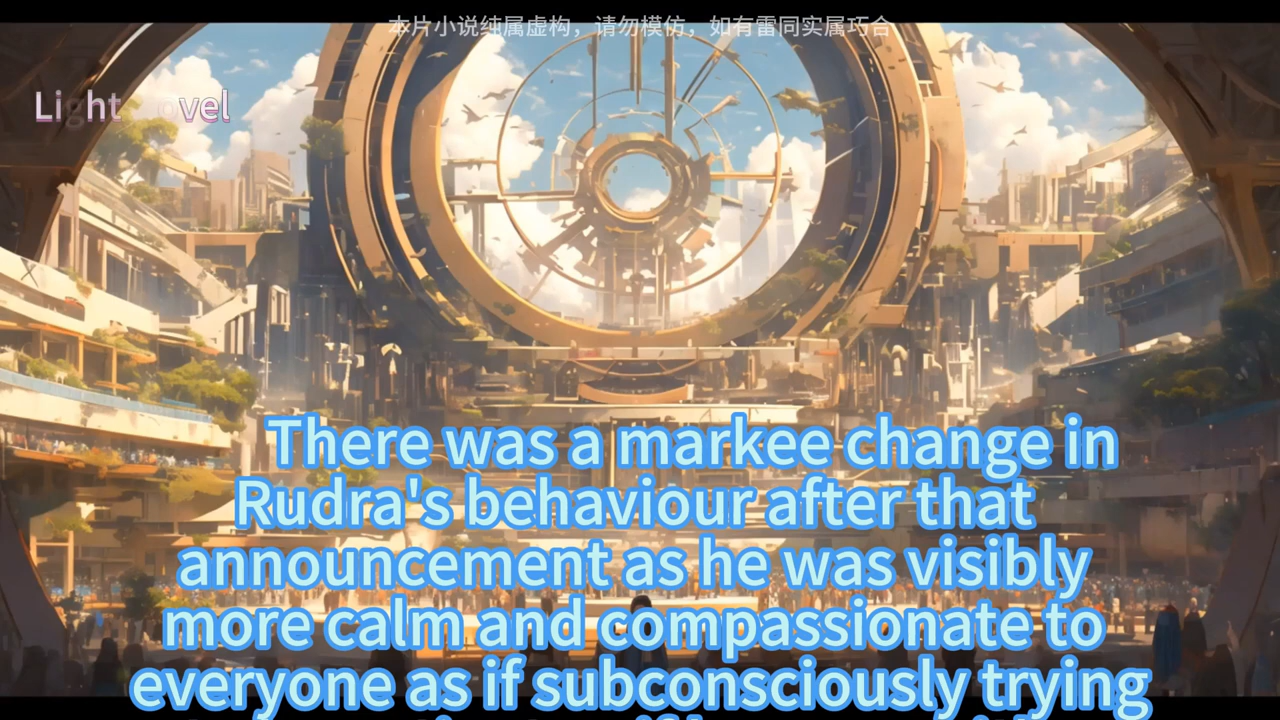 本片小说纯属虚构，请勿模仿，如有雷同实属巧合
Light vel
There was a markee change in
Rudra's behaviour after that
announcement as he was visibly
more calm and compassionate to
everyone as if subconsciously trying